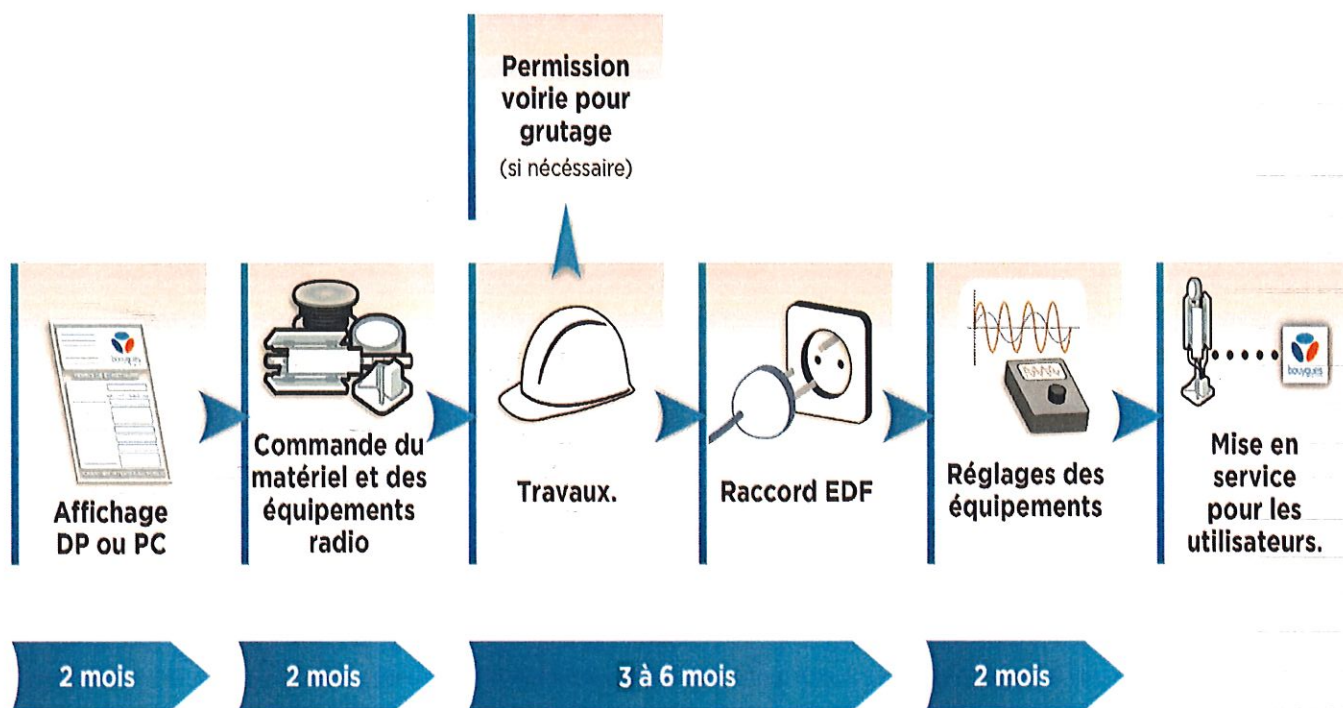 Permission
voirie pour
grutage
(si nécéssaire)
bouygues
Affichage
DP ou PC
Commande du
matériel et des
équipements
radio
Travaux.
Raccord EDF
Réglages des
équipements
bouygues
Mise en
service
pour les
utilisateurs.
2 mois
2 mois
3 à 6 mois
2 mois